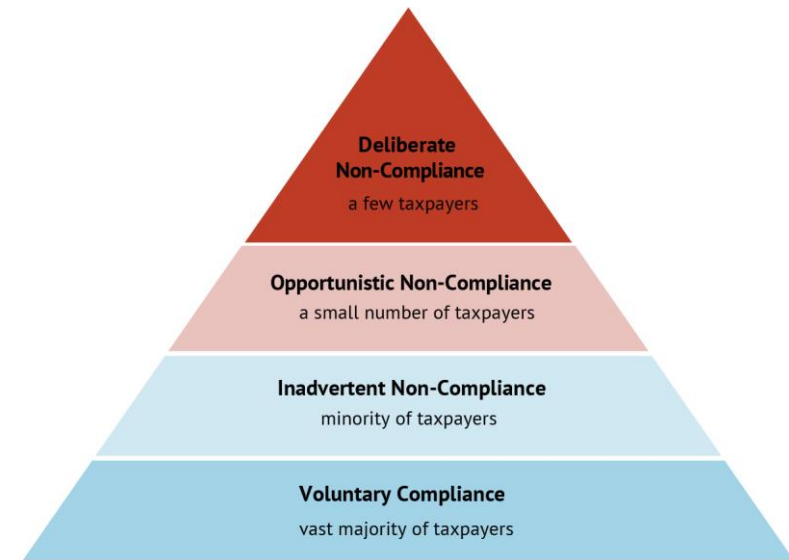 Deliberate
Non-Compliance
a few taxpayers
Opportunistic Non-Compliance
a small number of taxpayers
Inadvertent Non-Compliance
minority of taxpayers
Voluntary Compliance
vast majority of taxpayers